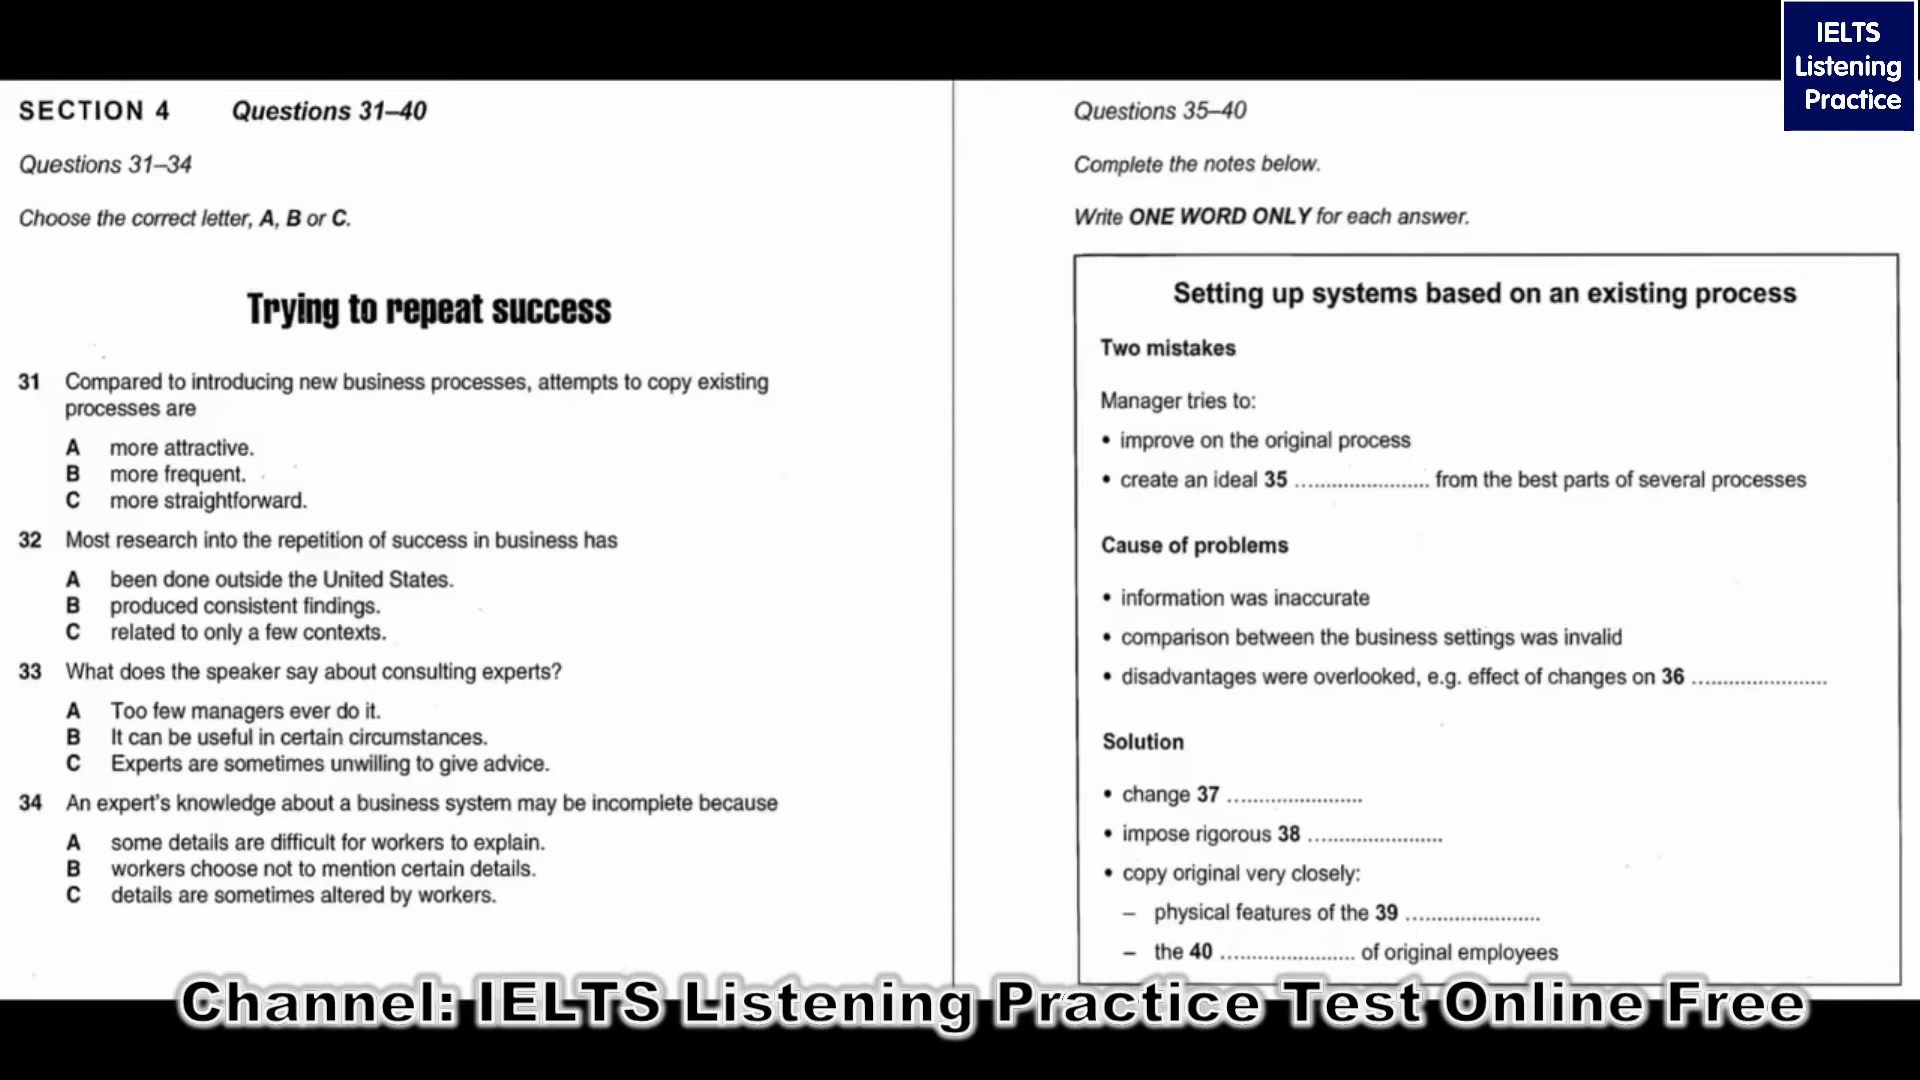 IELTS
Listening
Practice
SECTION 4 Questions 31–40
Questions 31–34
Choose the correct letter, A, B or C.
Trying to repeat success
31 Compared to introducing new business processes, attempts to copy existing
processes are
A more attractive.
B more frequent.
C more straightforward.
32 Most research into the repetition of success in business has
A been done outside the United States.
B produced consistent findings.
C related to only a few contexts.
33 What does the speaker say about consulting experts?
A Too few managers ever do it.
B It can be useful in certain circumstances.
C Experts are sometimes unwilling to give advice.
34 An expert's knowledge about a business system may be incomplete because
A some details are difficult for workers to explain.
B workers choose not to mention certain details.
C details are sometimes altered by workers.
Questions 35–40
Complete the notes below.
Write ONE WORD ONLY for each answer.
Setting up systems based on an existing process
Two mistakes
Manager tries to:
• improve on the original process
• create an ideal 35 ..................... from the best parts of several processes
Cause of problems
• information was inaccurate
• comparison between the business settings was invalid
• disadvantages were overlooked, e.g. effect of changes on 36 .....................
Solution
• change 37 .....................
• impose rigorous 38 .....................
• copy original very closely:
– physical features of the 39 .....................
– the 40 ..................... of original employees
Channel: IELTS Listening Practice Test Online Free